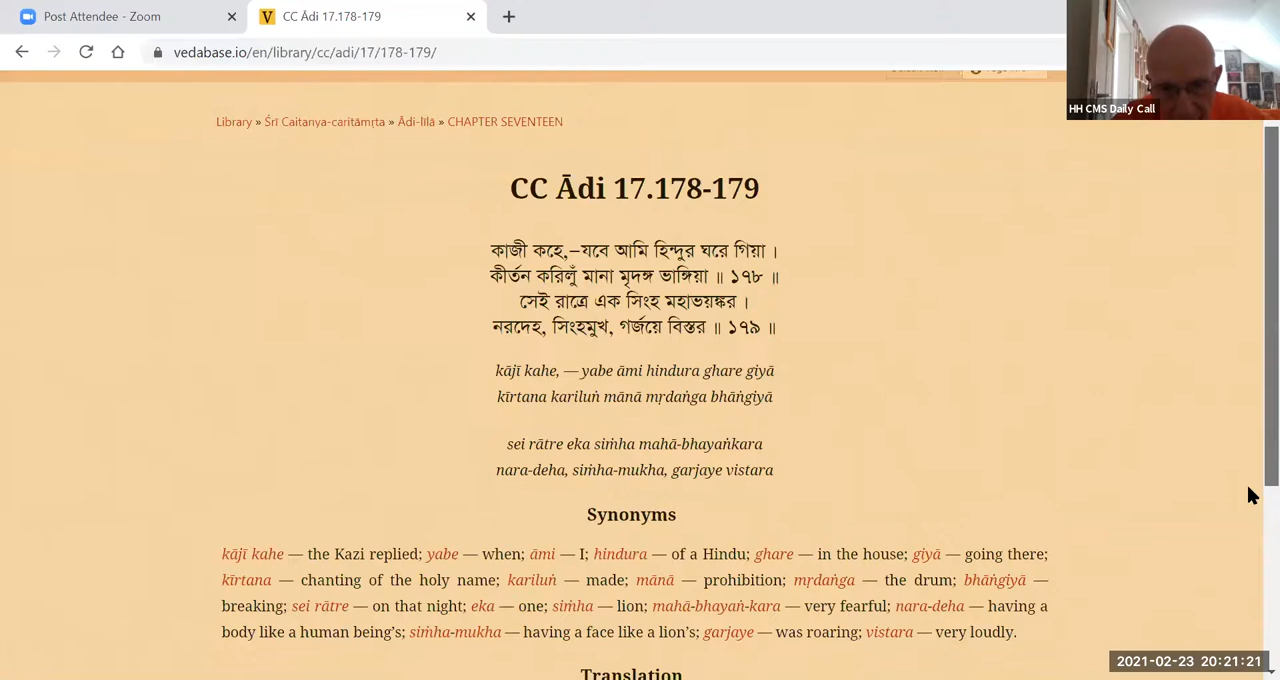 Post Attendee - Zoom
CC Ādi 17.178-179
vedabase.io/en/library/cc/adi/17/178-179/
HH CMS Daily Call
Library » Śrī Caitanya-caritāmṛta » Ādi-līlā » CHAPTER SEVENTEEN
CC Ādi 17.178-179
কাজী কহে,—যবে আমি হিন্দুর ঘরে গিয়া ।
কীর্তন করিলুঁ মানা মৃদঙ্গ ভাঙ্গিয়া ॥ ১৭৮ ॥
সেই রাত্রে এক সিংহ মহাভয়ঙ্কর ।
নরদেহ, সিংহমুখ, গর্জয়ে বিস্তর ॥ ১৭৯ ॥
kājī kahe, — yabe āmi hindura ghare giyā
kīrtana kariluṅ mānā mṛdaṅga bhāṅgiyā
sei rātre eka siṁha mahā-bhayaṅkara
nara-deha, siṁha-mukha, garjaye vistara
Synonyms
kājī kahe — the Kazi replied; yabe — when; āmi — I; hindura — of a Hindu; ghare — in the house; giyā — going there;
kīrtana — chanting of the holy name; kariluṅ — made; mānā — prohibition; mṛdaṅga — the drum; bhāṅgiyā —
breaking; sei rātre — on that night; eka — one; siṁha — lion; mahā-bhayaṅ-kara — very fearful; nara-deha — having a
body like a human being's; siṁha-mukha — having a face like a lion's; garjaye — was roaring; vistara — very loudly.
Translation
2021-02-23 20:21:21